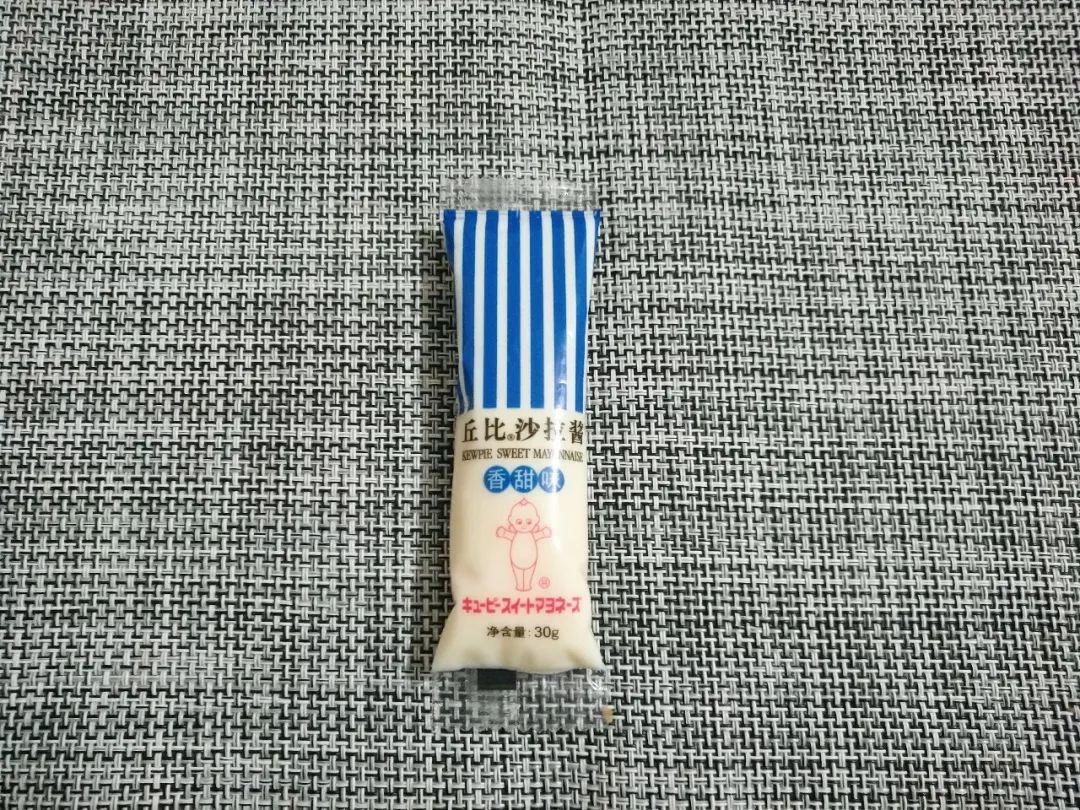 丘比®沙拉酱
KEWPIE SWEET MAYONNAISE
香甜味
®
キユーピースイートマヨネーズ
净含量: 30g